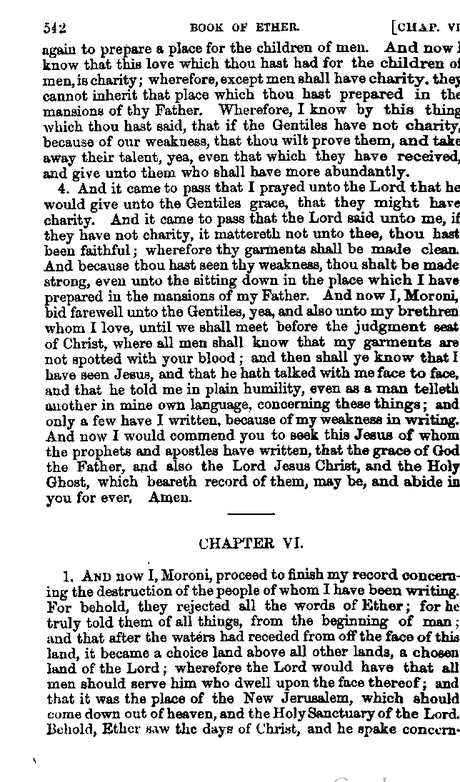 542 BOOK OF ETHER. [CHAP. VI
again to prepare a place for the children of men. And now I
know that this love which thou hast had for the children of
men, is charity; wherefore, except men shall have charity, they
cannot inherit that place which thou hast prepared in the
mansions of thy Father. Wherefore, I know by this thing
which thou hast said, that if the Gentiles have not charity,
because of our weakness, that thou wilt prove them, and take
away their talent, yea, even that which they have received,
and give unto them who shall have more abundantly.
4. And it came to pass that I prayed unto the Lord that he
would give unto the Gentiles grace, that they might have
charity. And it came to pass that the Lord said unto me, if
they have not charity, it mattereth not unto thee, thou hast
been faithful; wherefore thy garments shall be made clean.
And because thou hast seen thy weakness, thou shalt be made
strong, even unto the sitting down in the place which I have
prepared in the mansions of my Father. And now I, Moroni,
bid farewell unto the Gentiles, yea, and also unto my brethren
whom I love, until we shall meet before the judgment seat
of Christ, where all men shall know that my garments are
not spotted with your blood; and then shall ye know that I
have seen Jesus, and that he hath talked with me face to face,
and that he told me in plain humility, even as a man telleth
another in mine own language, concerning these things; and
only a few have I written, because of my weakness in writing.
And now I would commend you to seek this Jesus of whom
the prophets and apostles have written, that the grace of God
the Father, and also the Lord Jesus Christ, and the Holy
Ghost, which beareth record of them, may be, and abide in
you for ever. Amen.
CHAPTER VI.
1. AND now I, Moroni, proceed to finish my record concern-
ing the destruction of the people of whom I have been writing.
For behold, they rejected all the words of Ether; for he
truly told them of all things, from the beginning of man;
and that after the waters had receded from off the face of this
land, it became a choice land above all other lands, a chosen
land of the Lord; wherefore the Lord would have that all
men should serve him who dwell upon the face thereof; and
that it was the place of the New Jerusalem, which should
come down out of heaven, and the Holy Sanctuary of the Lord.
Behold, Ether saw the days of Christ, and he spake concern-